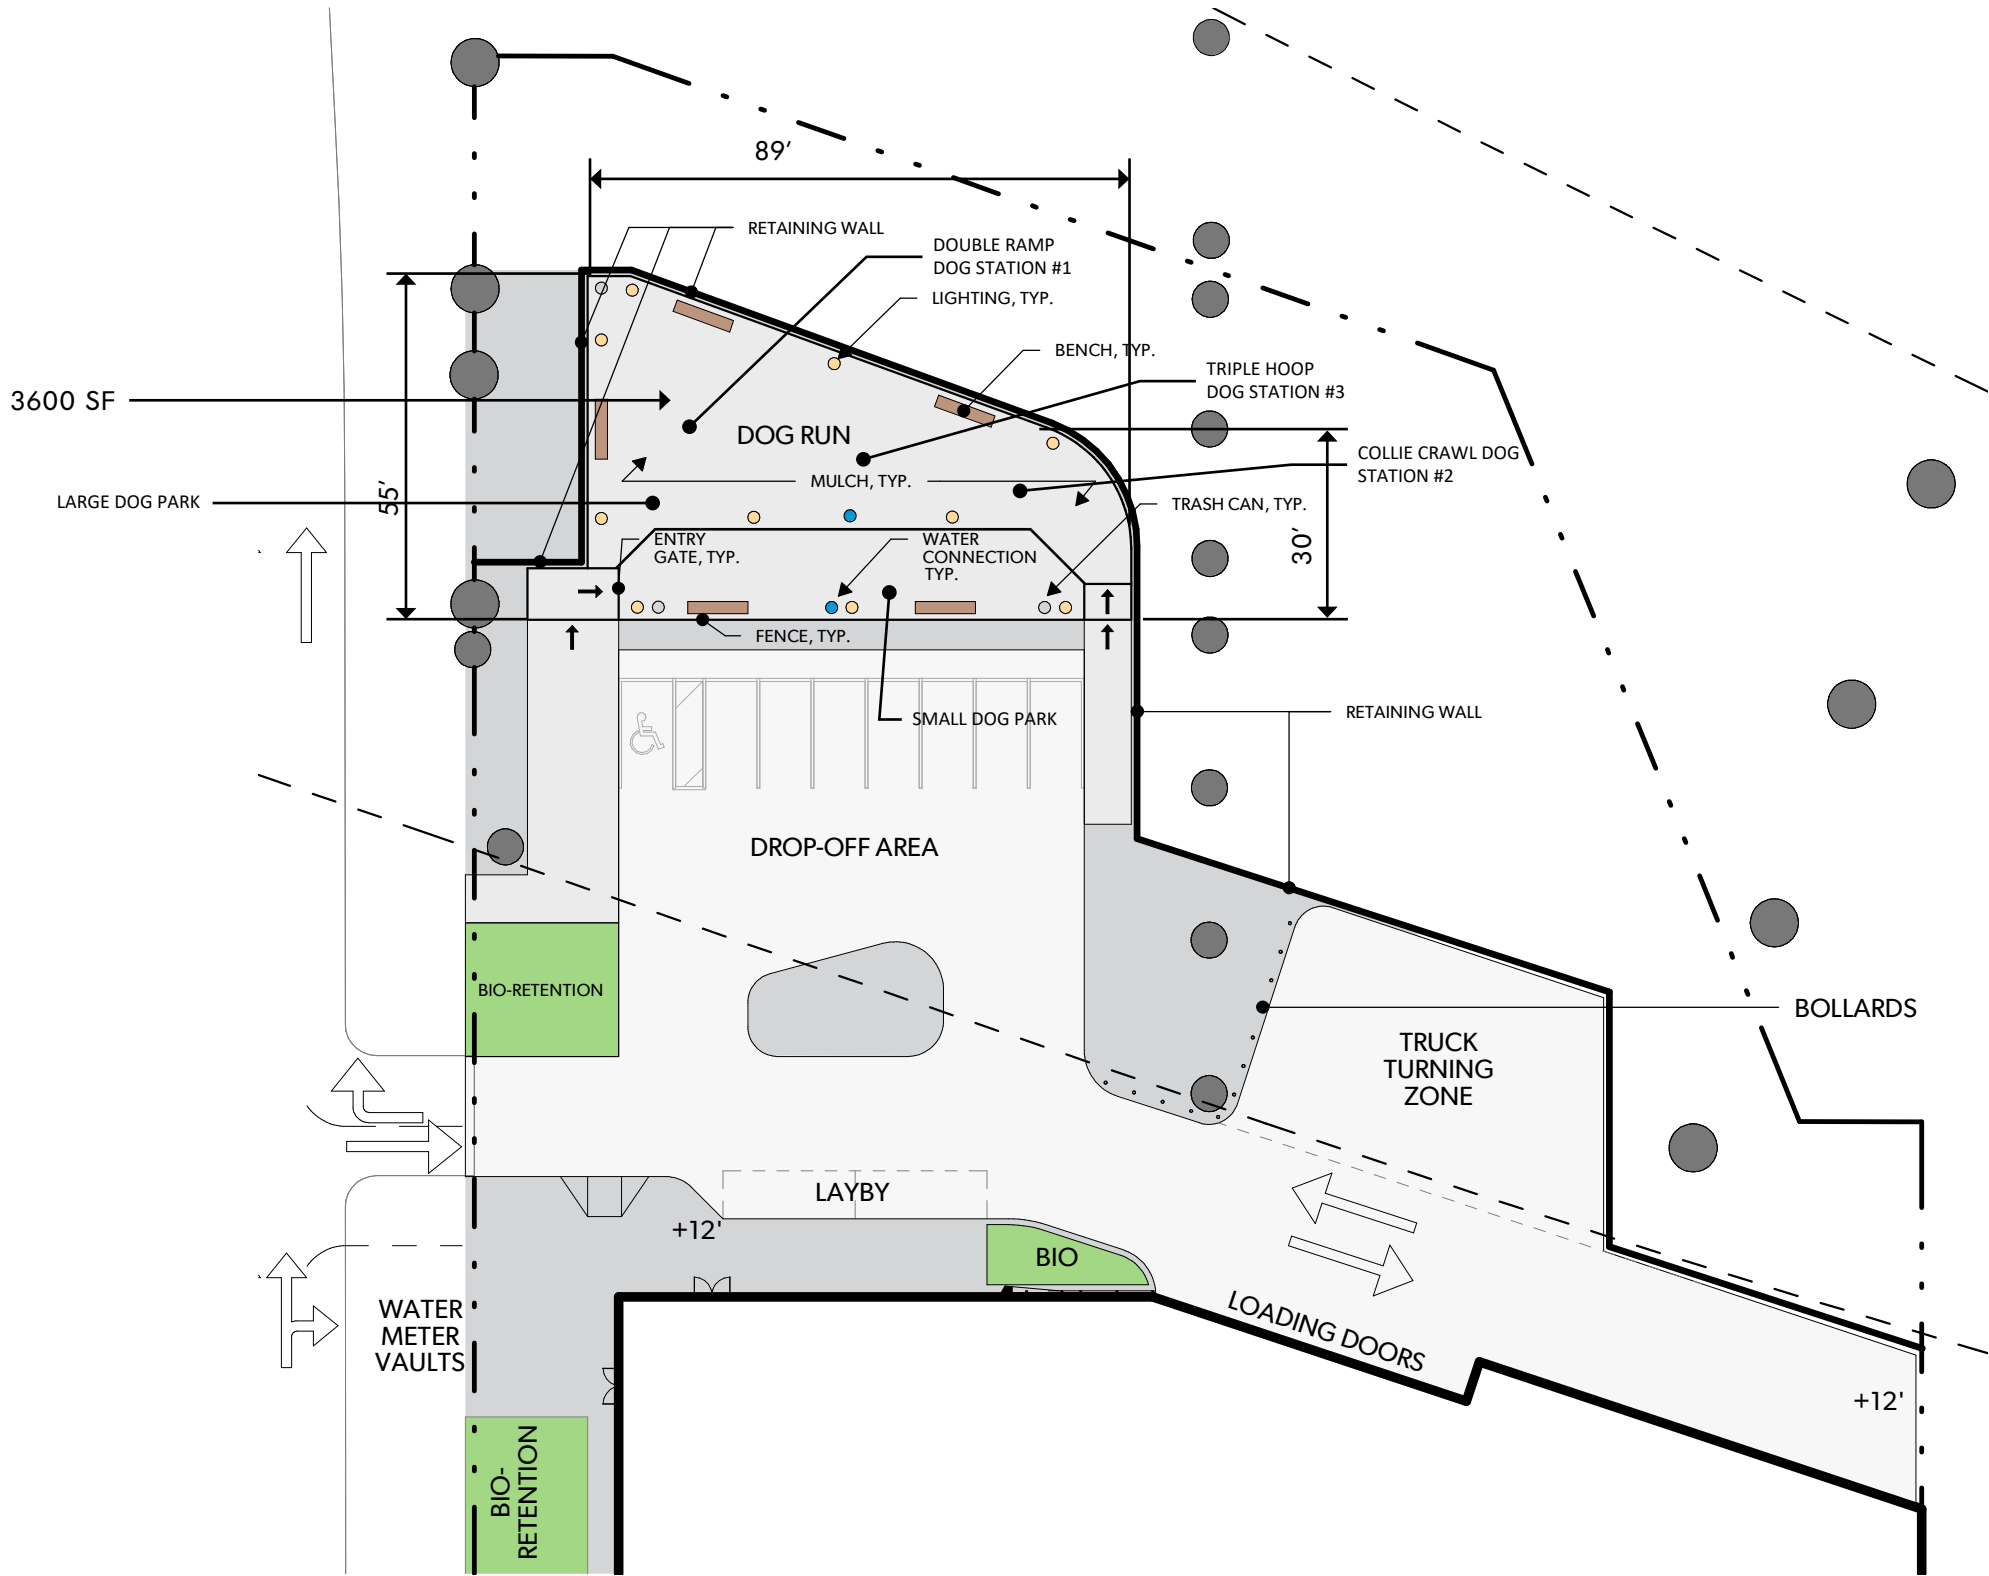 89'
RETAINING WALL
DOUBLE RAMP
DOG STATION #1
LIGHTING, TYP.
BENCH, TYP.
TRIPLE HOOP
DOG STATION #3
3600 SF
DOG RUN
COLLIE CRAWL DOG
STATION #2
MULCH, TYP.
55'
LARGE DOG PARK
TRASH CAN, TYP.
30'
ENTRY
GATE, TYP.
WATER
CONNECTION
TYP.
FENCE, TYP.
SMALL DOG PARK
RETAINING WALL
DROP-OFF AREA
BIO-RETENTION
BOLLARDS
TRUCK
TURNING
ZONE
LAYBY
+12'
BIO
WATER
METER
VAULTS
LOADING DOORS
+12'
BIO-
RETENTION